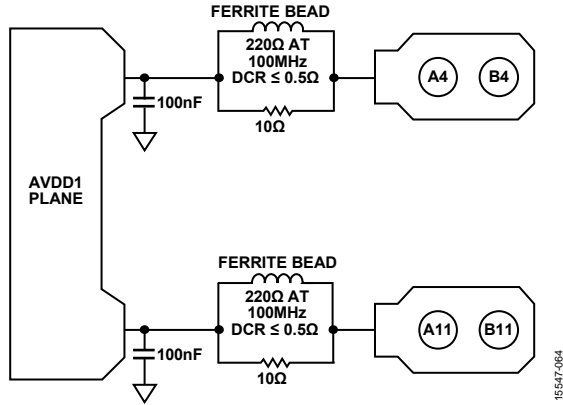 FERRITE BEAD
220Ω AT
100MHz
DCR ≤ 0.5Ω
10Ω
100nF
A4
B4
AVDD1
PLANE
FERRITE BEAD
220Ω AT
100MHz
DCR ≤ 0.5Ω
10Ω
100nF
A11
B11
15547-064